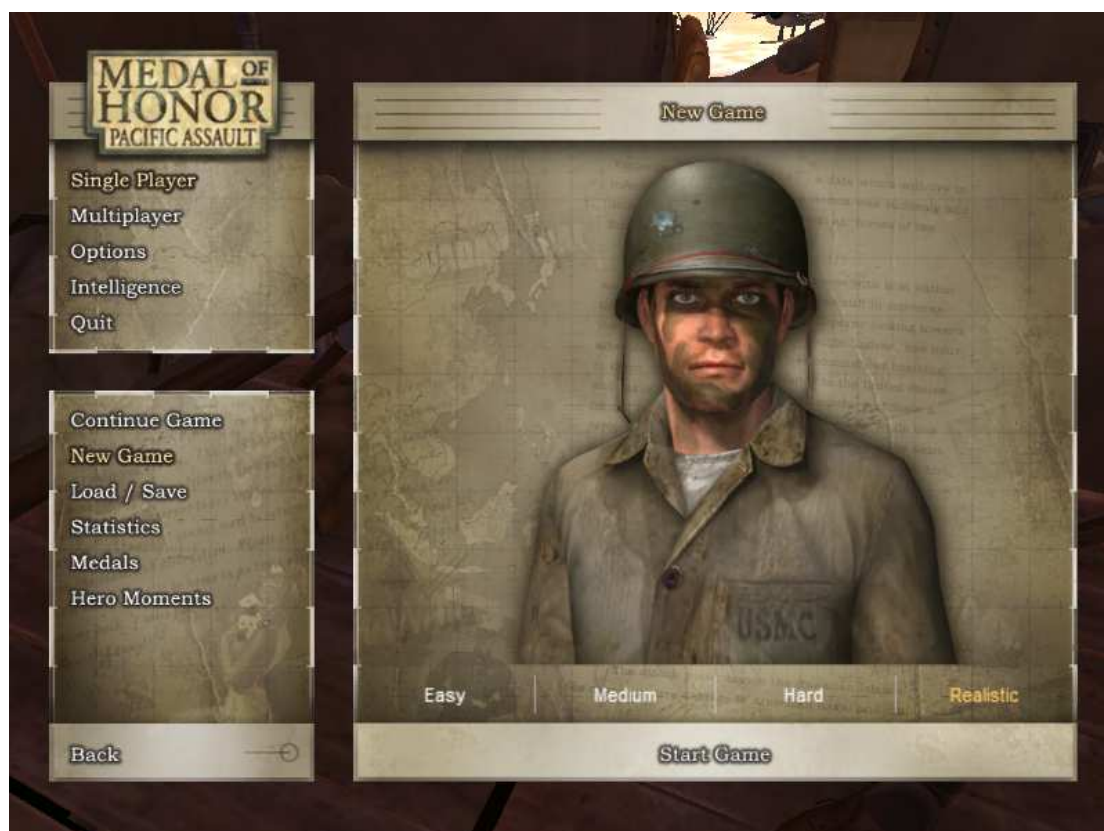 MEDAL OF
HONOR
PACIFIC ASSAULT
Single Player
Multiplayer
Options
Intelligence
Quit
Continue Game
New Game
Load / Save
Statistics
Medals
Hero Moments
Back
New Game
USMC
Easy
Medium
Hard
Realistic
Start Game